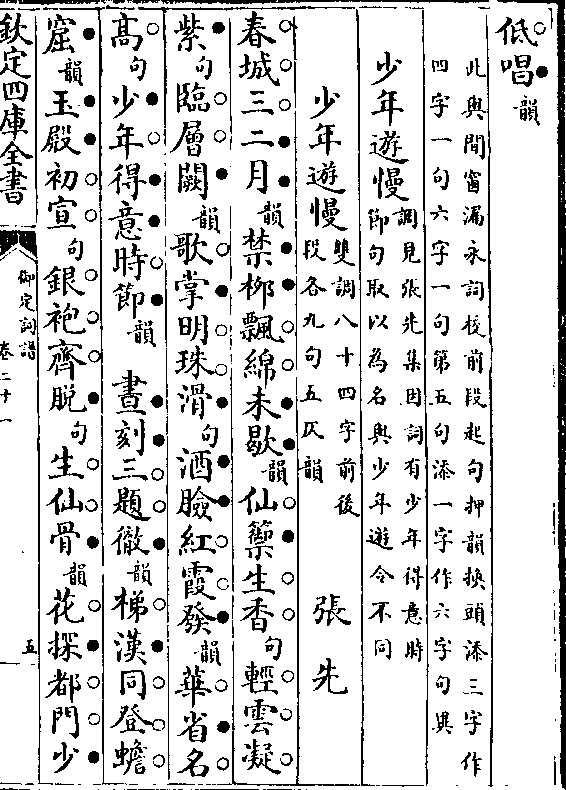 低唱韻
此與間窗漏永詞校前段起句押韻換頭添三字作
四字一句六字一句第五句添一字作六字句異
少年遊慢
調見張先集因詞有少年得意時
節句取以為名與少年遊令不同
少年遊慢
雙調八十四字前後
段各九句五仄韻
張先
春城三二月韻禁柳飄綿未歇韻仙籞生香句輕雲凝
紫句臨層闕韻歌掌明珠滑句酒臉紅霞發韻華省名
髙句少年得意時節韻
晝刻三題徹韻梯漢同登蟾
窟韻玉殿初宣句銀袍齊脫句生仙骨韻花探都門少
欽定四庫全書
御定詞譜
卷二十一
五